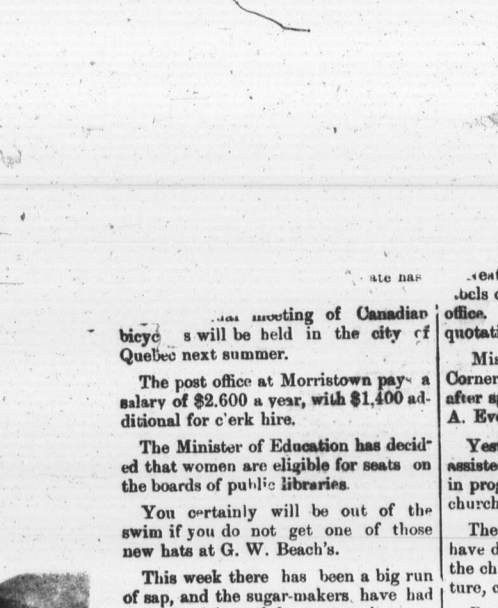 ate has
meeting of Canadian
bicyc s will be held in the city of
Quebec next summer.
The post office at Morristown pays a
salary of $2.600 a year, with $1,400 ad-
ditional for c'erk hire.
The Minister of Education has decid-
ed that women are eligible for seats on
the boards of public libraries.
You certainly will be out of the
swim if you do not get one of those
new hats at G. W. Beach's.
This week there has been a big run
of sap, and the sugar-makers have had
office.
quotati
Mis
Corner
after s
A. Eve
Yes
assiste
in prog
church
The
have d
the ch
ture, c